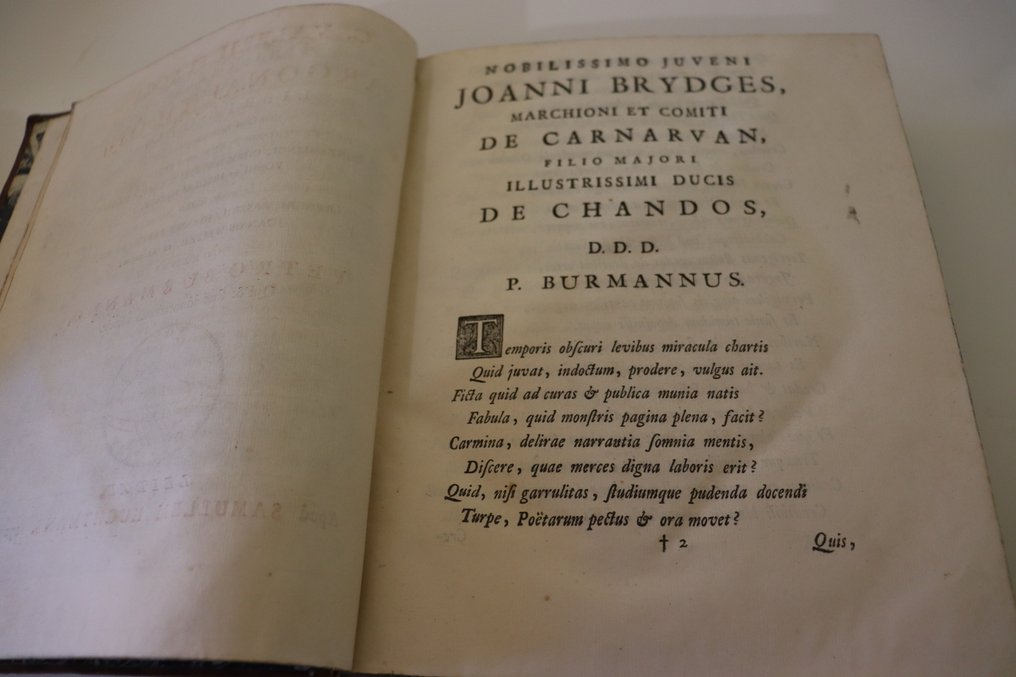 NOBILISSIMO JUVENI
JOANNI BRYDGES,
MARCHIONI ET COMITI
DE CARNARVAN,
FILIO MAJORI
ILLUSTRISSIMI DUCIS
DE CHANDOS,
D. D. D.
P. BURMANNUS.
Temporis obſcuri levibus miracula chartis
Quid juvat, indoctum, prodere, vulgus ait.
Ficta quid ad curas & publica munia natis
Fabula, quid monſtris pagina plena, facit?
Carmina, delirae narrantia ſomnia mentis,
Diſcere, quae merces digna laboris erit?
Quid, niſi garrulitas, ſtudiumque pudenda docendi
Turpe, Poëtarum pectus & ora movet?
† 2
Quis,